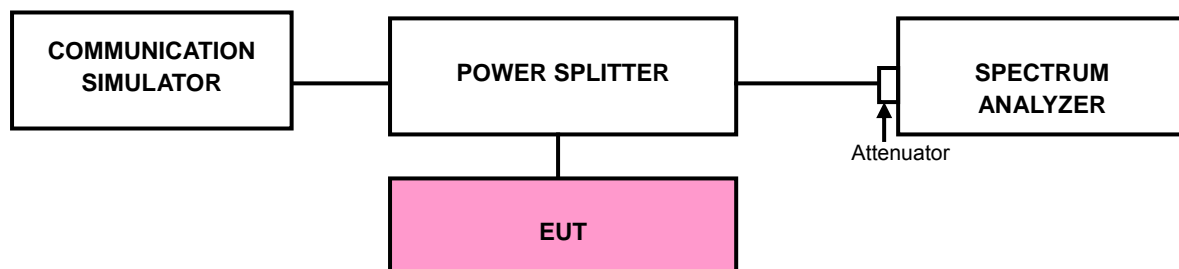 COMMUNICATION
SIMULATOR
POWER SPLITTER
SPECTRUM
ANALYZER
Attenuator
EUT